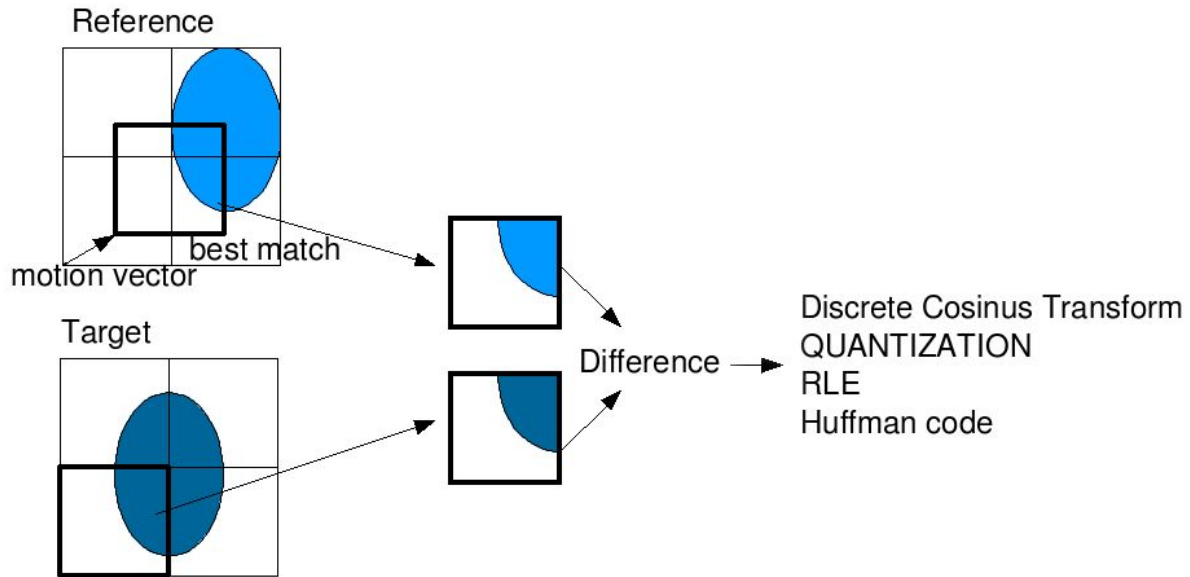 Reference
best match
motion vector
Target
Difference
Discrete Cosinus Transform
QUANTIZATION
RLE
Huffman code